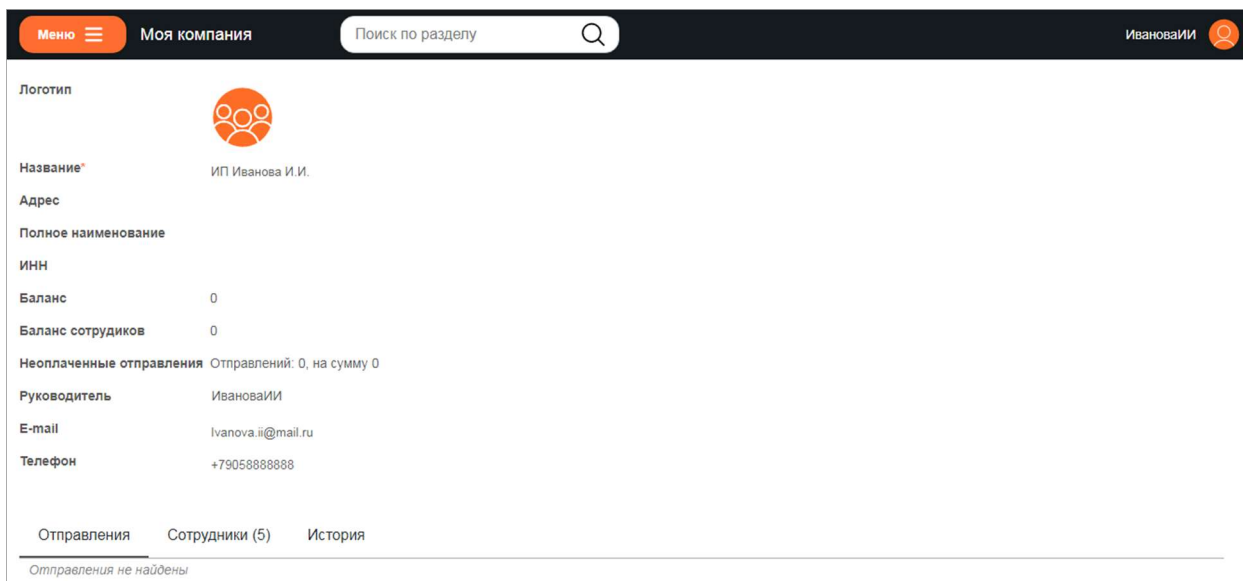 Меню Моя компания Поиск по разделу ИвановаИИ
Логотип
Название* ИП Иванова И.И.
Адрес
Полное наименование
ИНН
Баланс 0
Баланс сотрудиков 0
Неоплаченные отправления Отправлений: 0, на сумму 0
Руководитель ИвановаИИ
E-mail Ivanova.ii@mail.ru
Телефон +79058888888
Отправления Сотрудники (5) История
Отправления не найдены